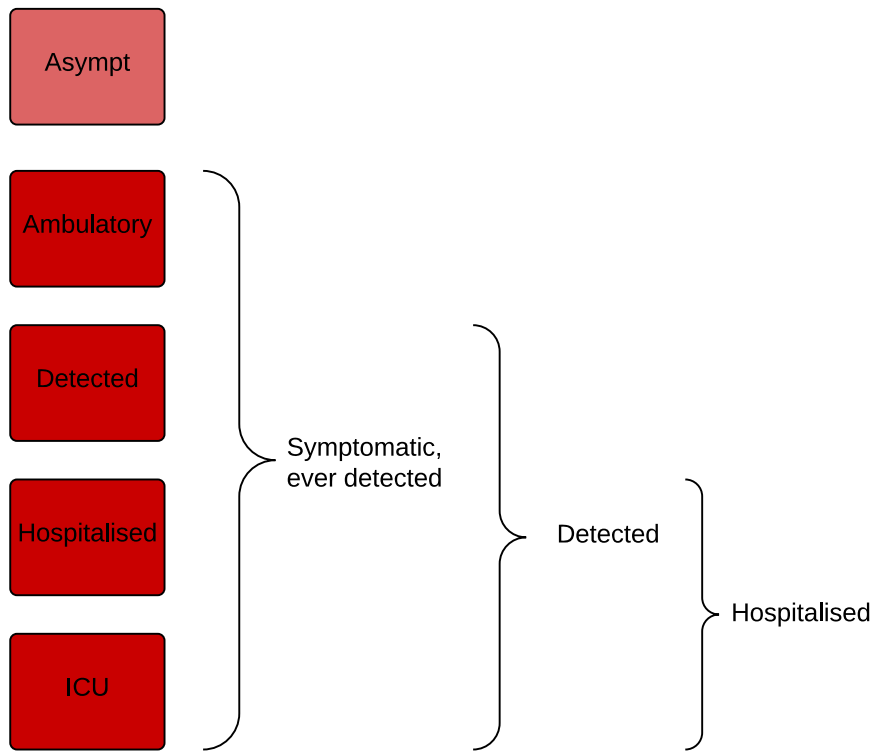 Asympt
Ambulatory
Detected
Hospitalised
ICU
Symptomatic,
ever detected
Detected
Hospitalised